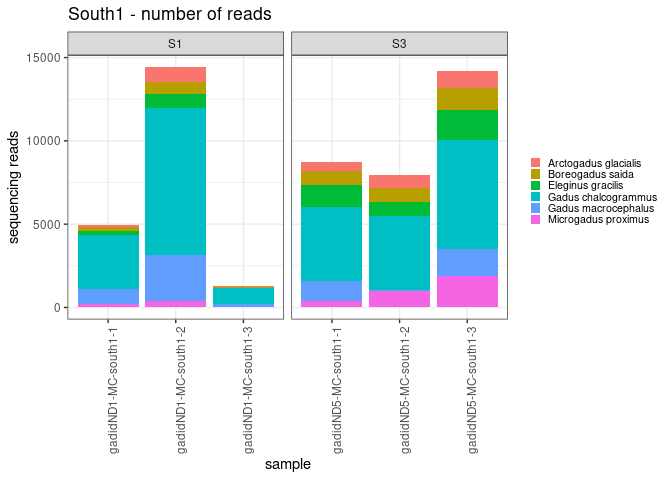 South1 - number of reads
S1
S3
sequencing reads
15000
10000
5000
0
gadidND1-MC-south1-1
gadidND1-MC-south1-2
gadidND1-MC-south1-3
gadidND5-MC-south1-1
gadidND5-MC-south1-2
gadidND5-MC-south1-3
sample
Arctogadus glacialis
Boreogadus saida
Eleginus gracilis
Gadus chalcogrammus
Gadus macrocephalus
Microgadus proximus